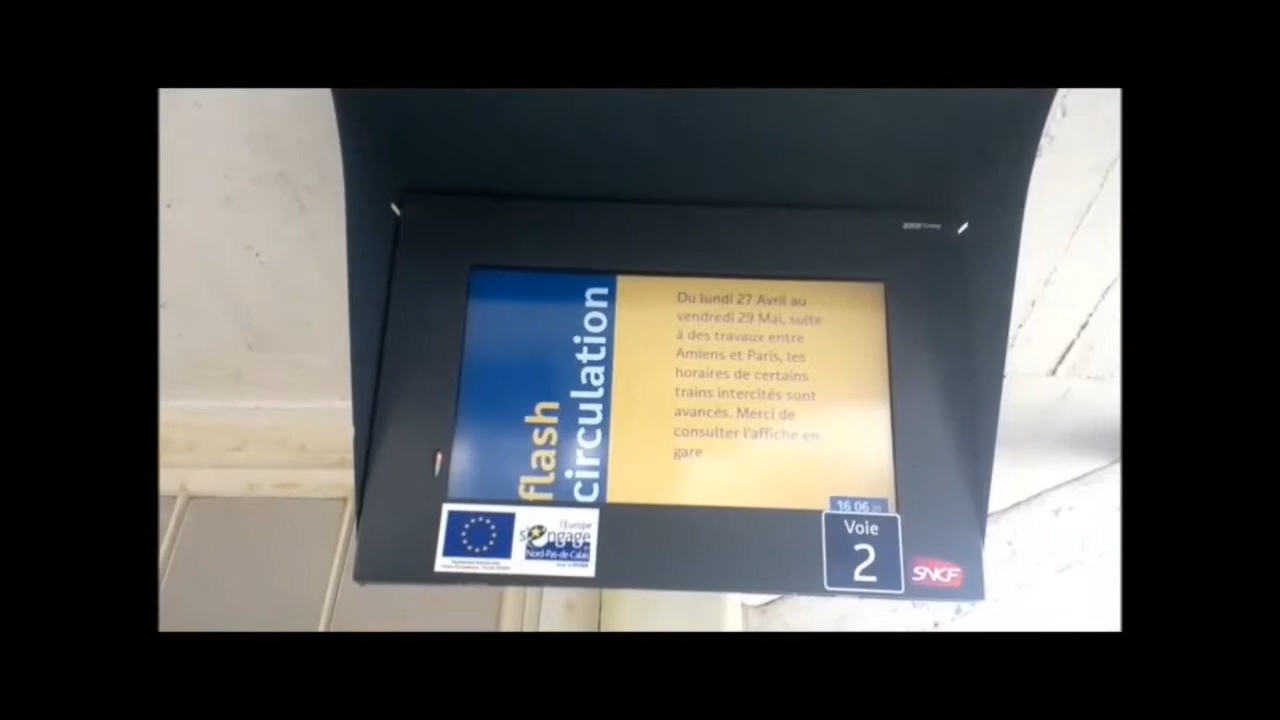 flash
circulation
Du lundi 27 Avril au
vendredi 29 Mai, suite
à des travaux entre
Amiens et Paris, les
horaires de certains
trains intercités sont
avancés. Merci de
consulter l'affiche en
gare
16 06
Voie
2
SNCF
l'Europe
s'engage
Nord-Pas-de-Calais